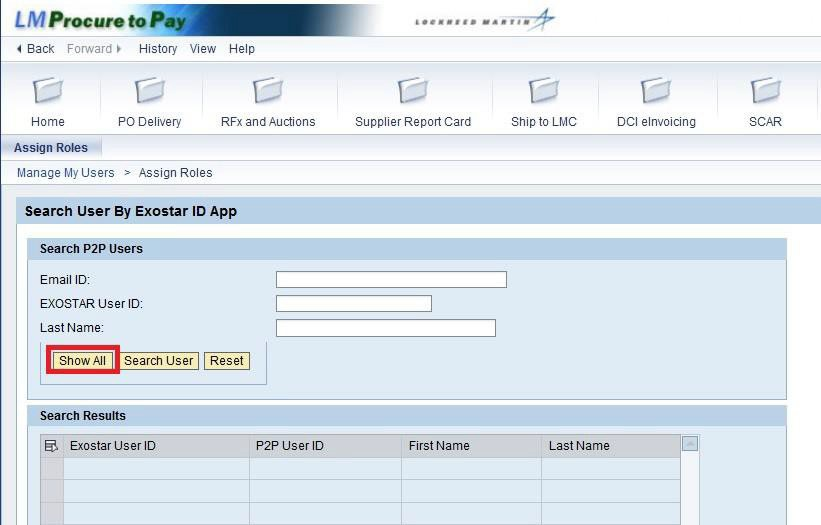 LM Procure to Pay
LOCKHEED MARTIN
Back Forward History View Help
Home PO Delivery RFx and Auctions Supplier Report Card Ship to LMC DCI eInvoicing SCAR
Assign Roles
Manage My Users > Assign Roles
Search User By Exostar ID App
Search P2P Users
Email ID:
EXOSTAR User ID:
Last Name:
Show All Search User Reset
Search Results
Exostar User ID P2P User ID First Name Last Name